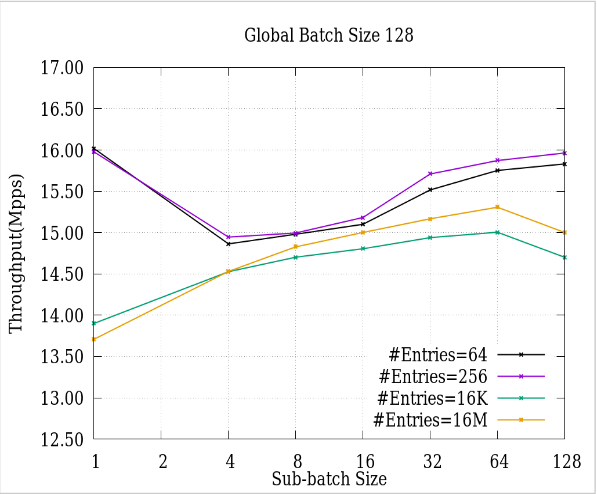 Global Batch Size 128
17.00
16.50
16.00
15.50
15.00
14.50
14.00
13.50
13.00
12.50
Throughput(Mpps)
#Entries=64
#Entries=256
#Entries=16K
#Entries=16M
1 2 4 8 16 32 64 128
Sub-batch Size